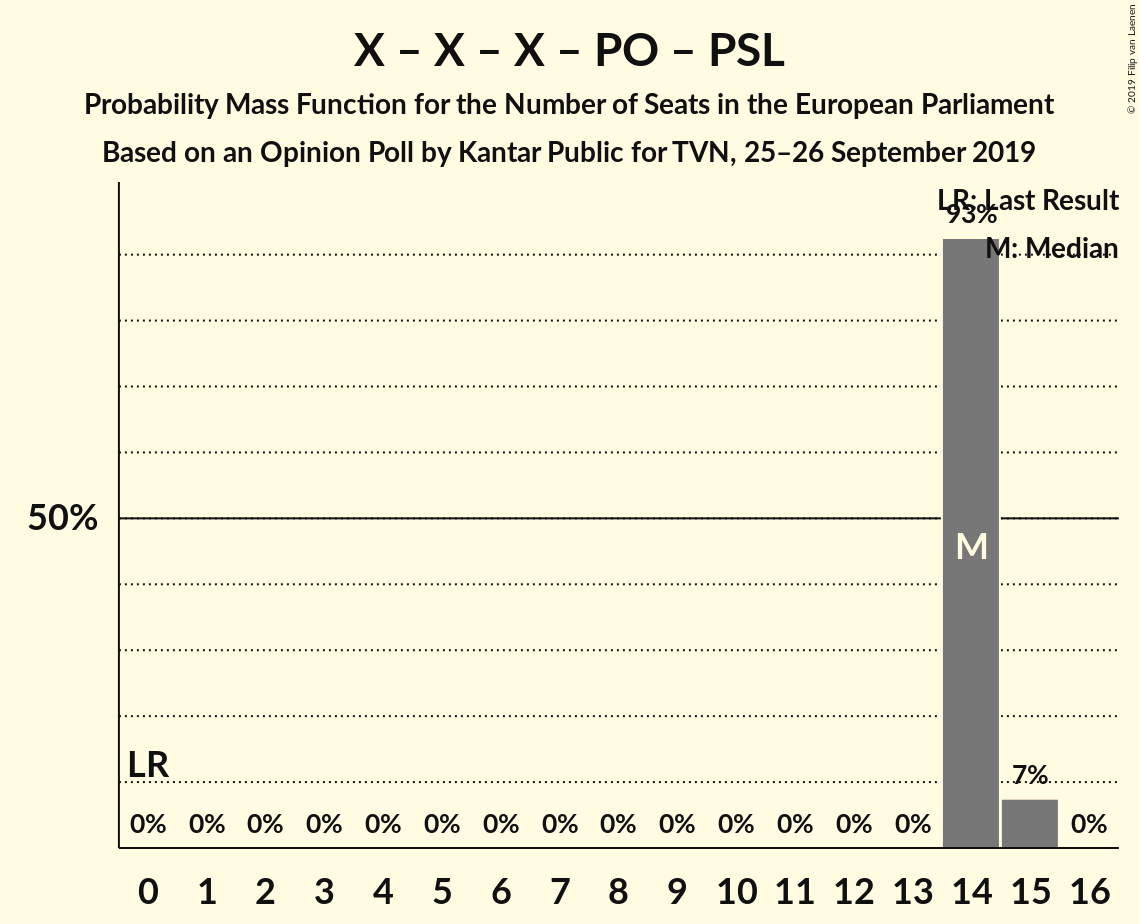 X – X – X – PO – PSL
Probability Mass Function for the Number of Seats in the European Parliament
Based on an Opinion Poll by Kantar Public for TVN, 25–26 September 2019
© 2019 Filip van Laenen
LR: Last Result
93%
M: Median
50%
M
LR
7%
0% 0% 0% 0% 0% 0% 0% 0% 0% 0% 0% 0% 0% 0% 0%
0 1 2 3 4 5 6 7 8 9 10 11 12 13 14 15 16